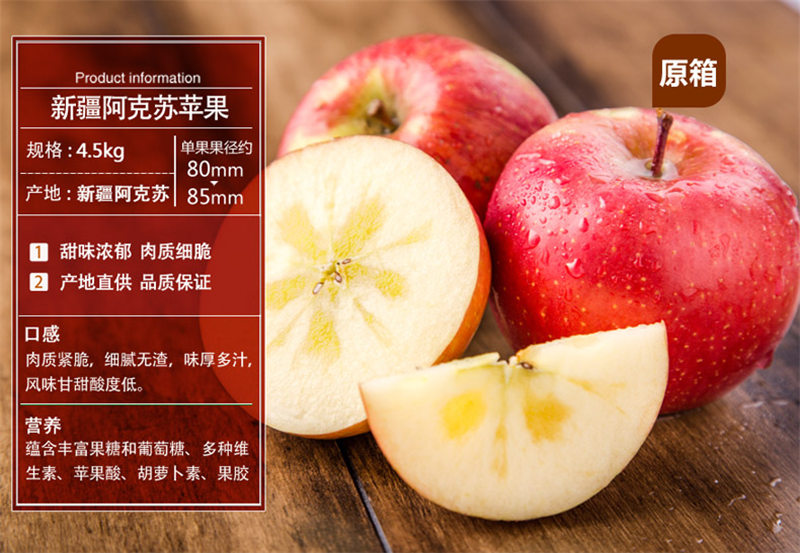 Product information
新疆阿克苏苹果
规格：4.5kg
单果果径约
80mm
85mm
产地：新疆阿克苏
1 甜味浓郁 肉质细脆
2 产地直供 品质保证
口感
肉质紧脆，细腻无渣，味厚多汁，
风味甘甜酸度低。
营养
蕴含丰富果糖和葡萄糖、多种维
生素、苹果酸、胡萝卜素、果胶
原箱